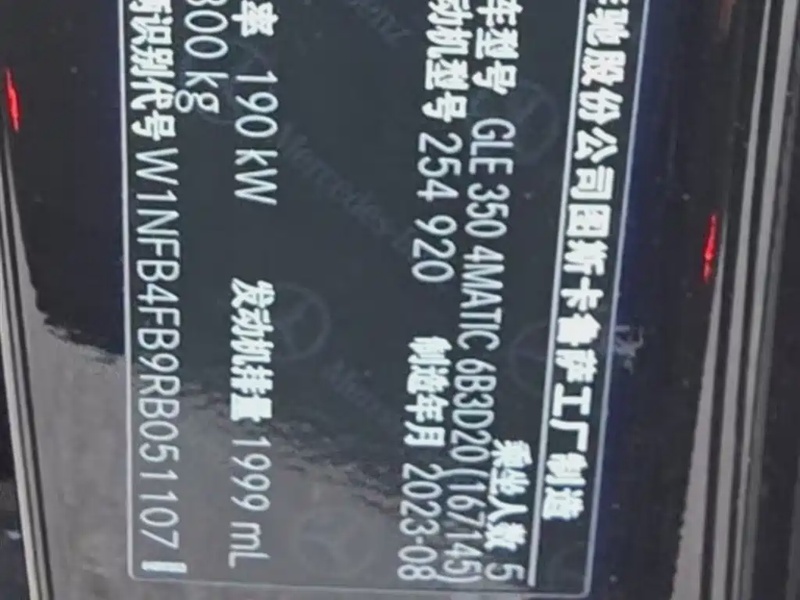 奔驰股份公司图斯卡鲁萨工厂制造
乘坐人数 5
车型号 GLE 350 4MATIC 6B3D20 (167145)
动机型号 254 920 制造年月 2023-08
率 190 kW 发动机排量 1999 mL
800 kg
识别代号 W1NFB4FB9RB051107